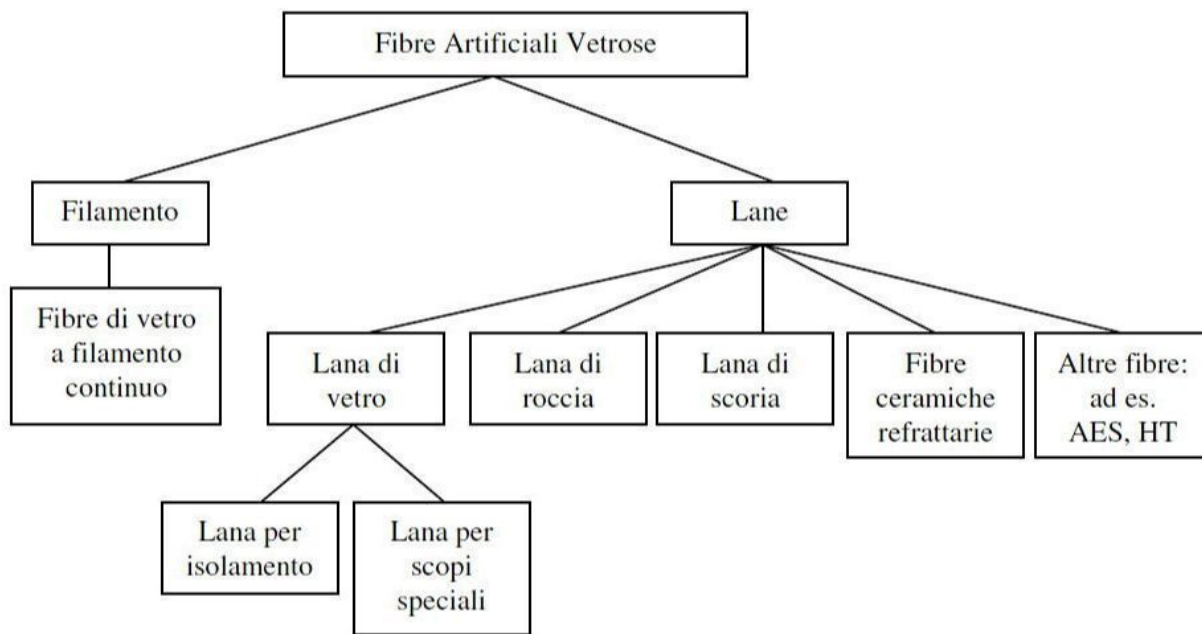 Fibre Artificiali Vetrose
Filamento
Lane
Fibre di vetro
a filamento
continuo
Lana di
vetro
Lana di
roccia
Lana di
scoria
Fibre
ceramiche
refrattarie
Altre fibre:
ad es.
AES, HT
Lana per
isolamento
Lana per
scopi
speciali